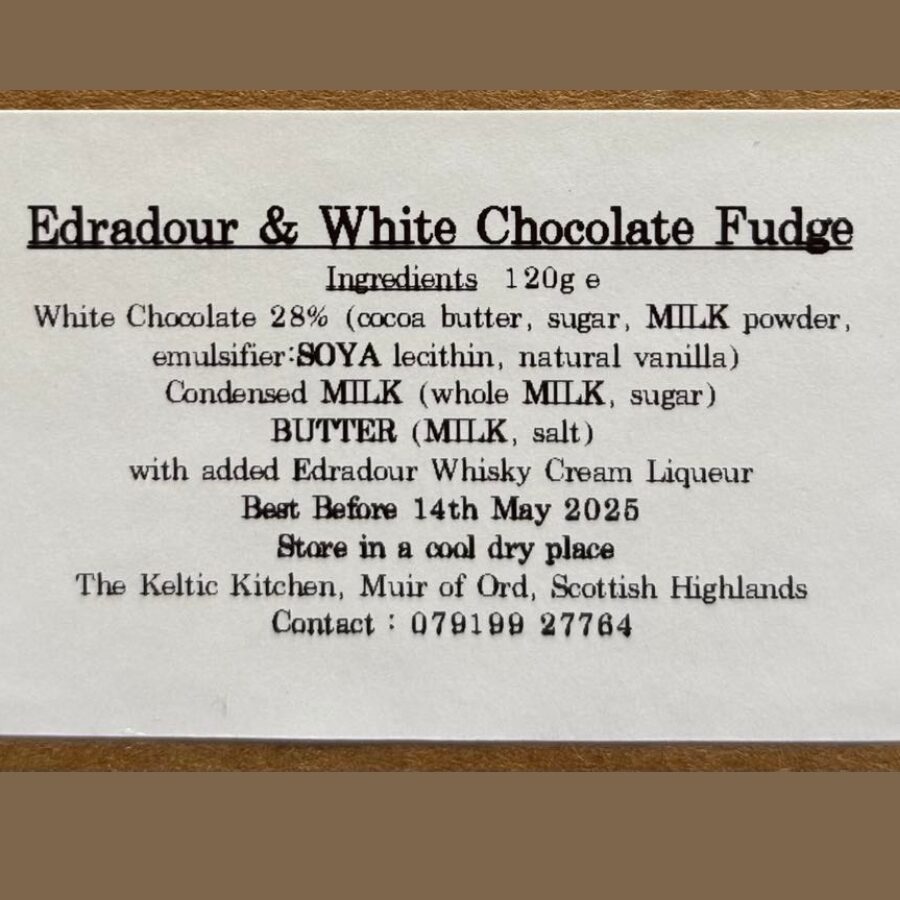 Edradour & White Chocolate Fudge
Ingredients 120g e
White Chocolate 28% (cocoa butter, sugar, MILK powder,
emulsifier:SOYA lecithin, natural vanilla)
Condensed MILK (whole MILK, sugar)
BUTTER (MILK, salt)
with added Edradour Whisky Cream Liqueur
Best Before 14th May 2025
Store in a cool dry place
The Keltic Kitchen, Muir of Ord, Scottish Highlands
Contact : 079199 27764